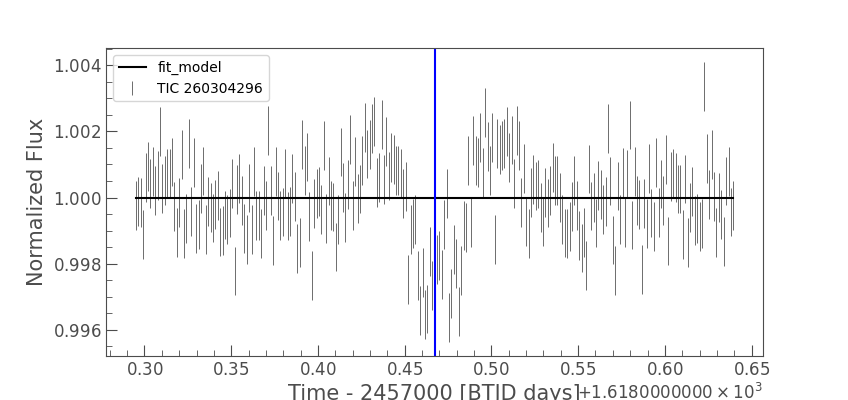 fit_model
TIC 260304296
1.004
1.002
1.000
0.998
0.996
Normalized Flux
0.30 0.35 0.40 0.45 0.50 0.55 0.60 0.65
Time - 2457000 [BTJD days]
+1.6180000000 × 10³